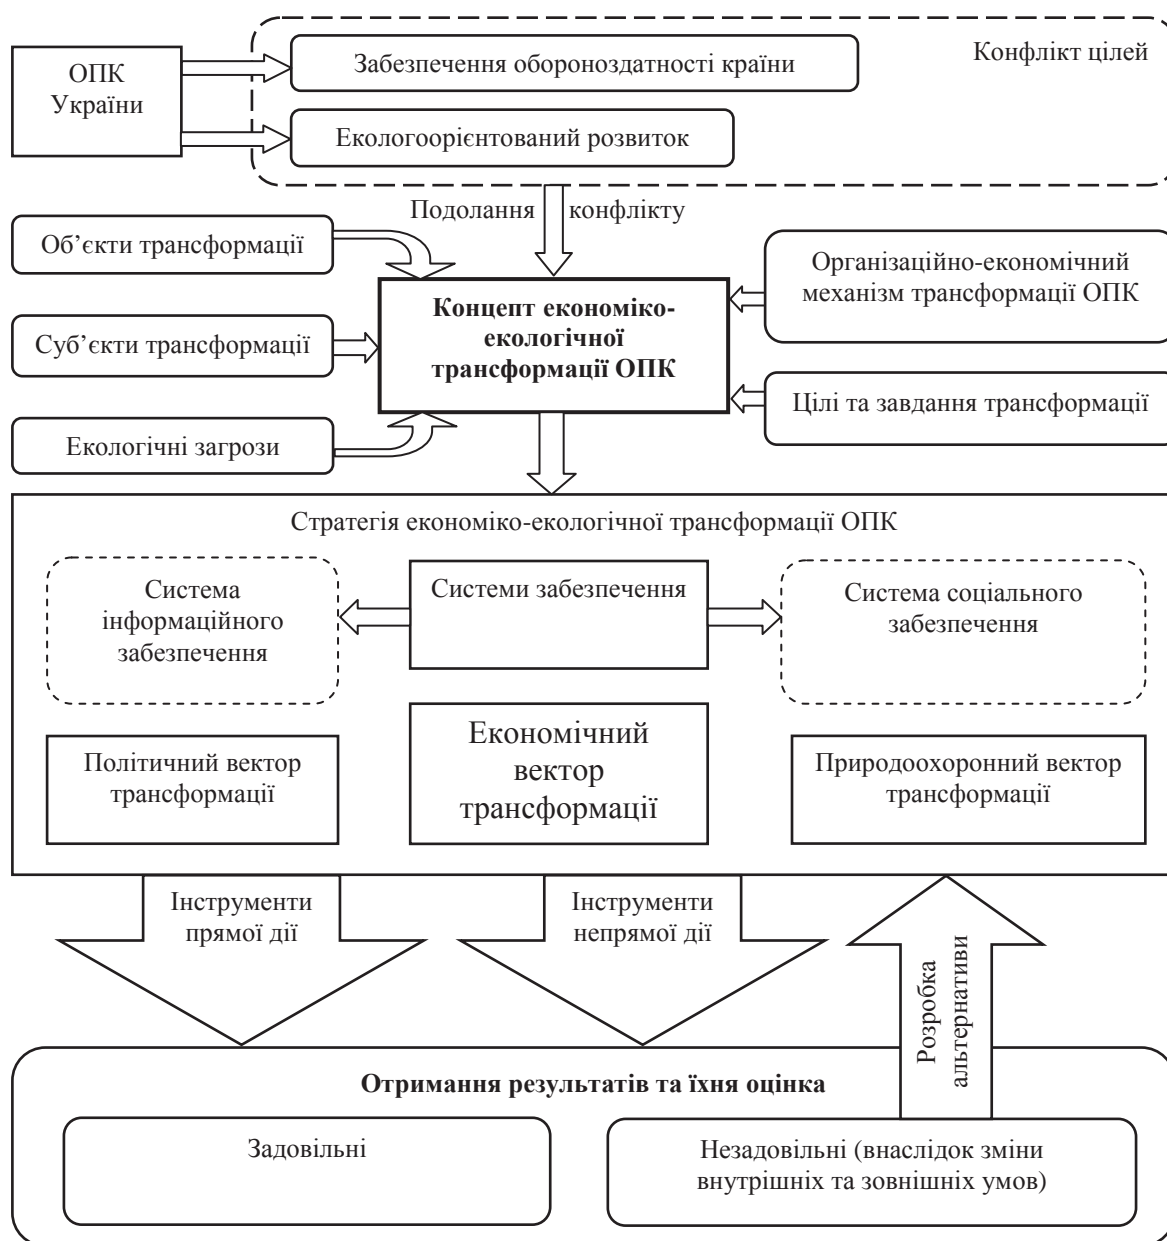 ОПК
України
Забезпечення обороноздатності країни
Конфлікт цілей
Екологоорієнтований розвиток
Подолання конфлікту
Об’єкти трансформації
Суб’єкти трансформації
Екологічні загрози
Концепт економіко-
екологічної
трансформації ОПК
Організаційно-економічний
механізм трансформації ОПК
Цілі та завдання трансформації
Стратегія економіко-екологічної трансформації ОПК
Система
інформаційного
забезпечення
Системи забезпечення
Система соціального
забезпечення
Політичний вектор
трансформації
Економічний
вектор
трансформації
Природоохоронний вектор
трансформації
Інструменти
прямої дії
Інструменти
непрямої дії
Розробка
альтернативи
Отримання результатів та їхня оцінка
Задовільні
Незадовільні (внаслідок зміни
внутрішніх та зовнішніх умов)